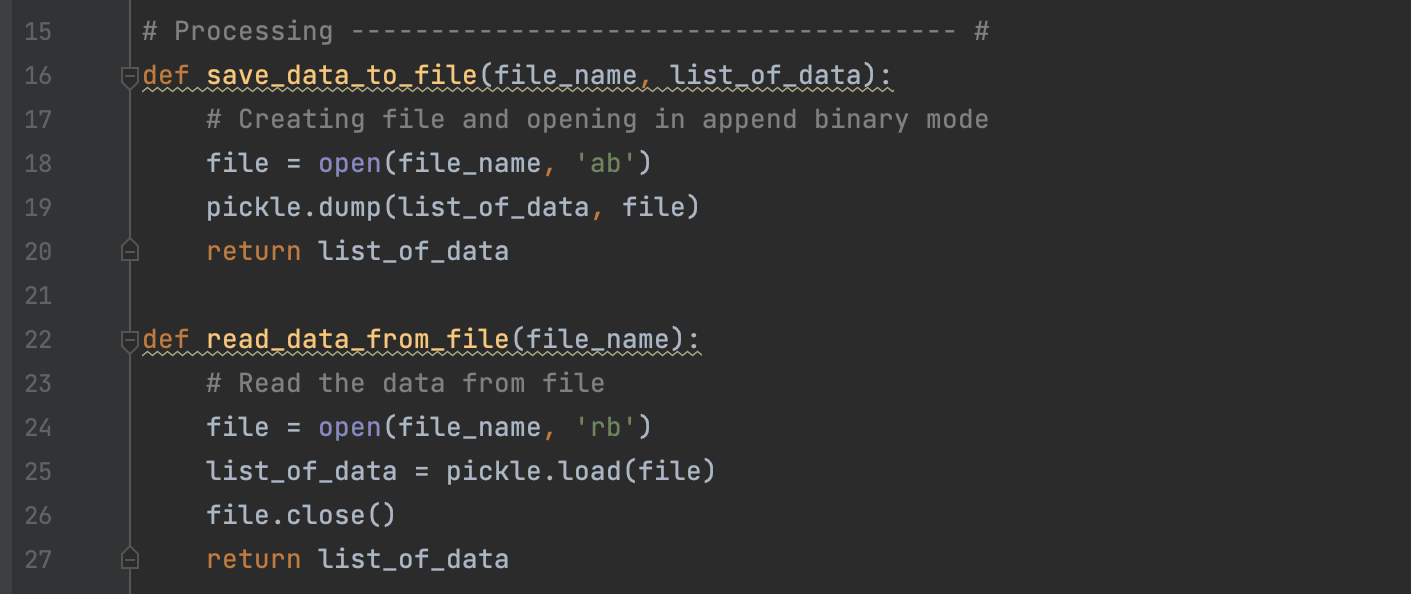 15 # Processing -------------------------------------- #
16 def save_data_to_file(file_name, list_of_data):
17     # Creating file and opening in append binary mode
18     file = open(file_name, 'ab')
19     pickle.dump(list_of_data, file)
20     return list_of_data
21
22 def read_data_from_file(file_name):
23     # Read the data from file
24     file = open(file_name, 'rb')
25     list_of_data = pickle.load(file)
26     file.close()
27     return list_of_data